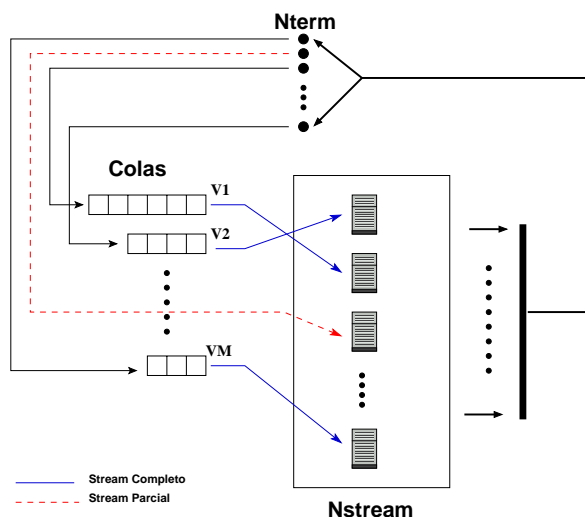 Nterm
Colas
V1
V2
VM
Stream Completo
Stream Parcial
Nstream